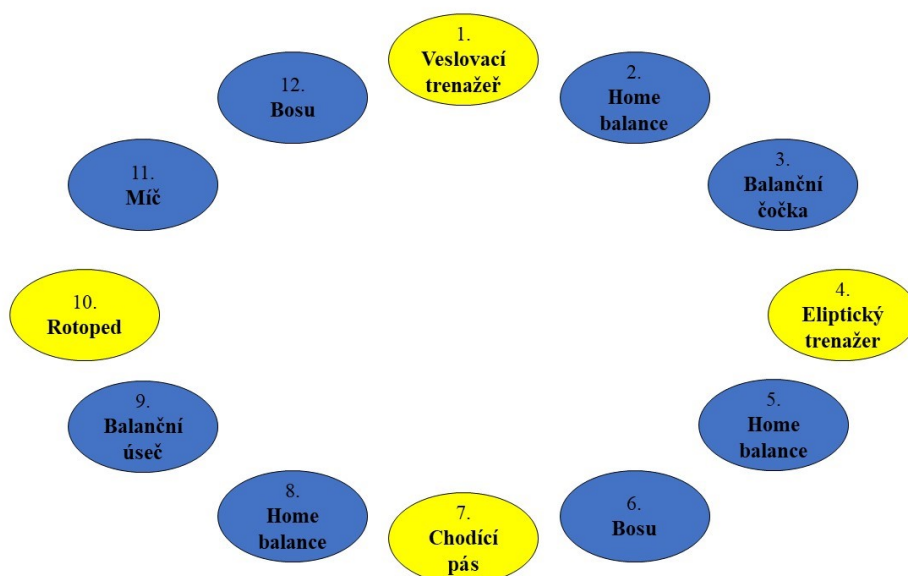 1.
Veslovací
trenažeř
2.
Home
balance
3.
Balanční
čočka
4.
Eliptický
trenažer
5.
Home
balance
6.
Bosu
7.
Chodící
pás
8.
Home
balance
9.
Balanční
úseč
10.
Rotoped
11.
Míč
12.
Bosu